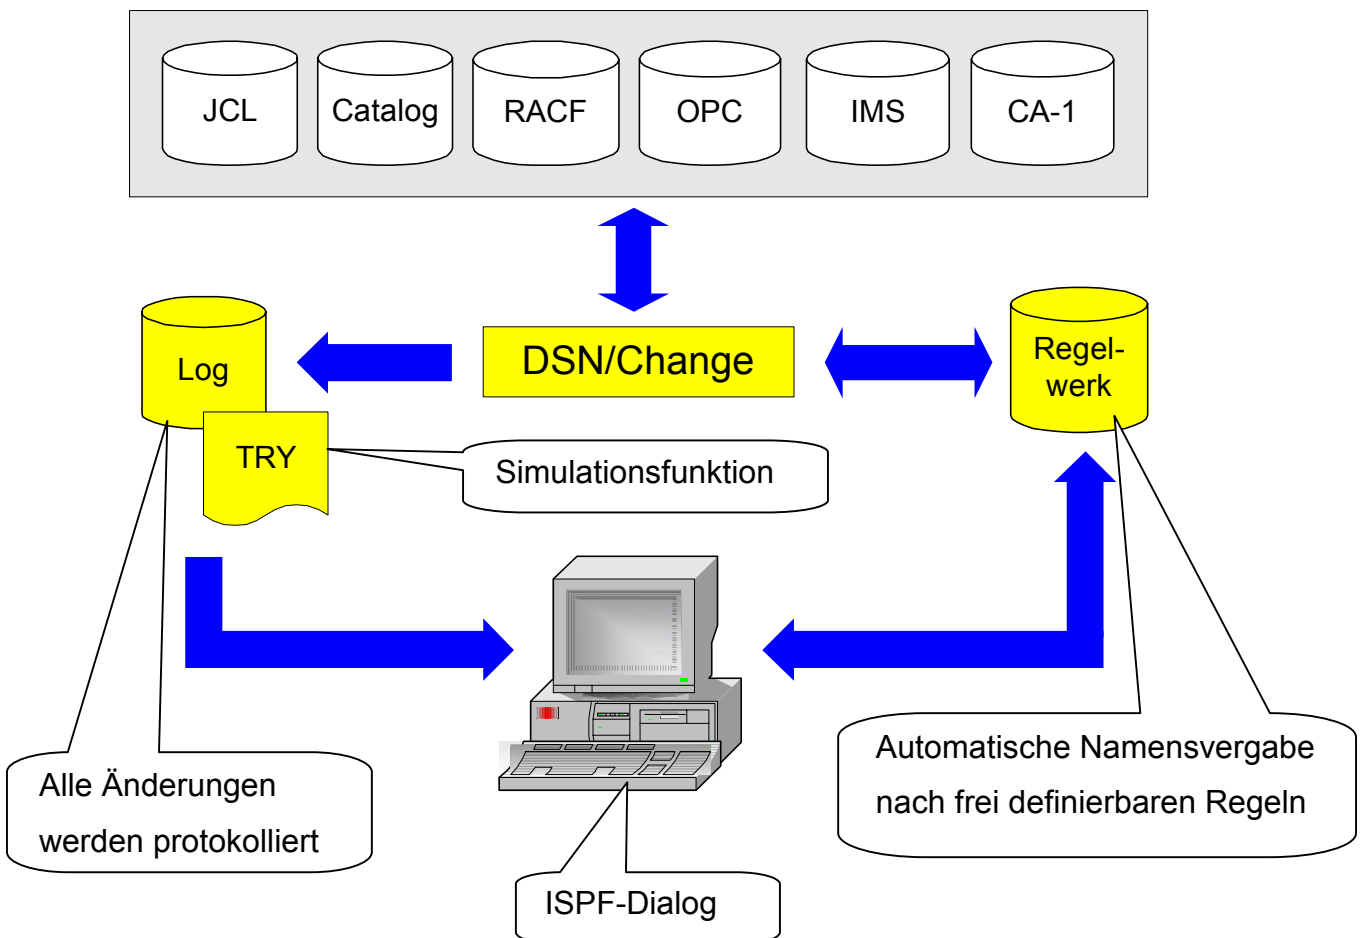 JCL
Catalog
RACF
OPC
IMS
CA-1
Log
DSN/Change
Regel-
werk
TRY
Simulationsfunktion
Alle Änderungen
werden protokolliert
Automatische Namensvergabe
nach frei definierbaren Regeln
ISPF-Dialog